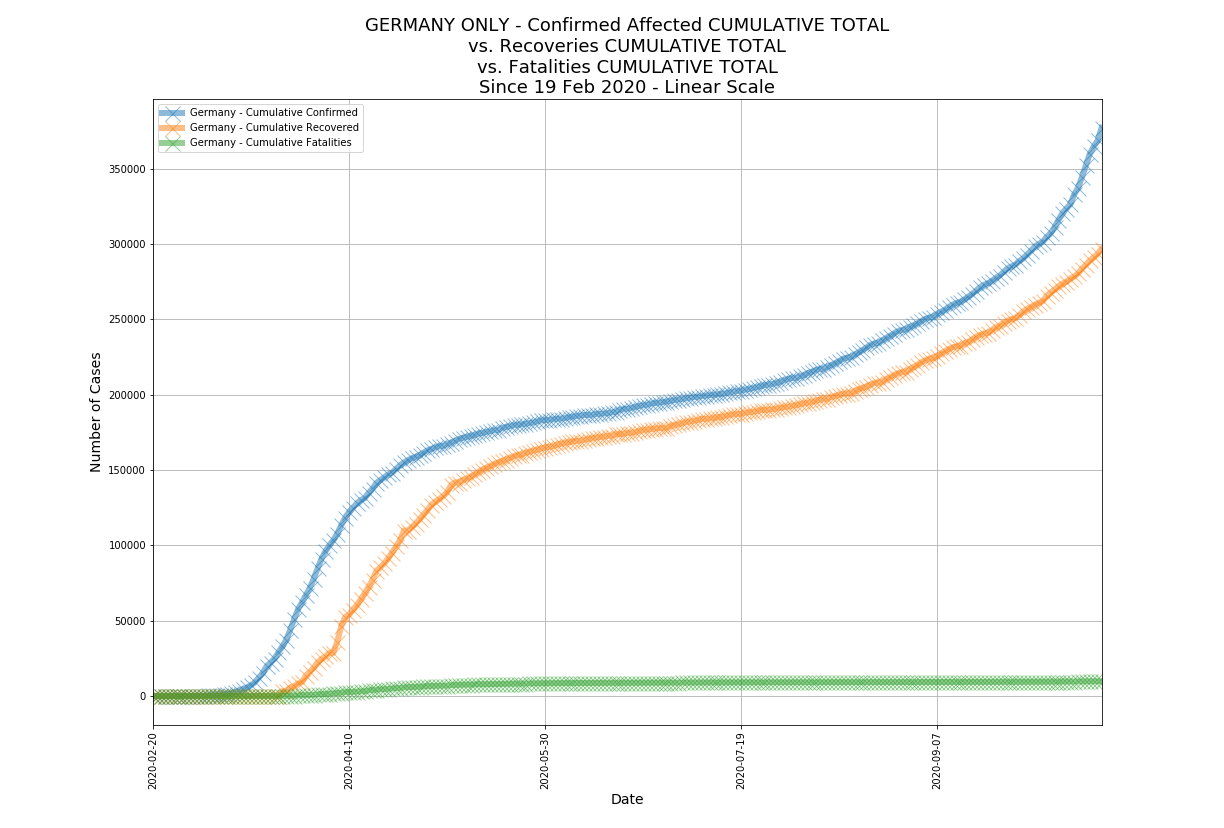 GERMANY ONLY - Confirmed Affected CUMULATIVE TOTAL
vs. Recoveries CUMULATIVE TOTAL
vs. Fatalities CUMULATIVE TOTAL
Since 19 Feb 2020 - Linear Scale
Germany - Cumulative Confirmed
Germany - Cumulative Recovered
Germany - Cumulative Fatalities
Number of Cases
350000
300000
250000
200000
150000
100000
50000
0
2020-02-20
2020-04-10
2020-05-30
2020-07-19
2020-09-07
Date